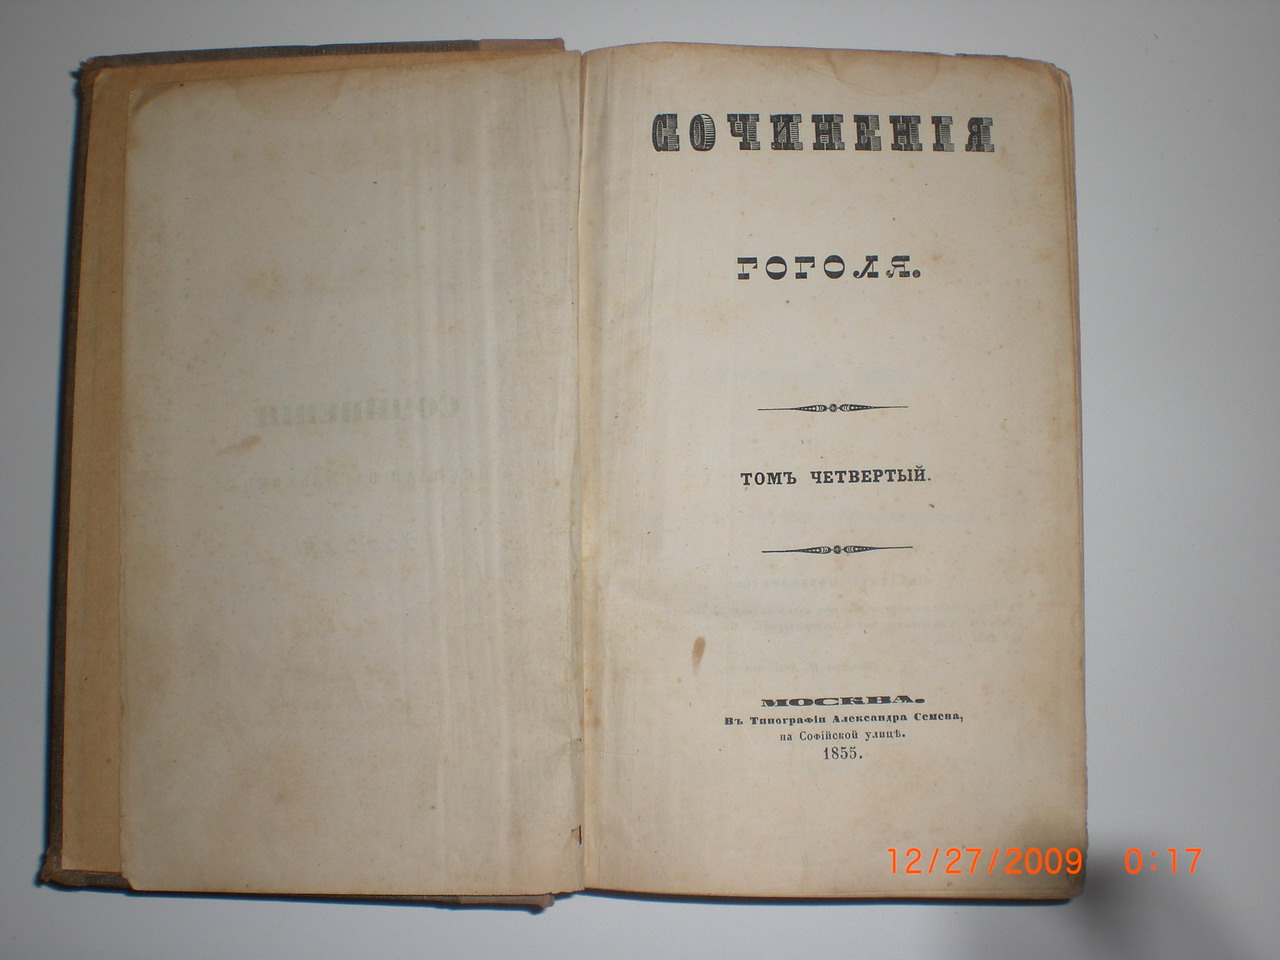 СОЧИНЕНІЯ
ГОГОЛЯ.
ТОМЪ ЧЕТВЕРТЫЙ.
МОСКВА.
Въ Типографіи Александра Семена,
на Софійской улицѣ.
1855.
12/27/2009 0:17